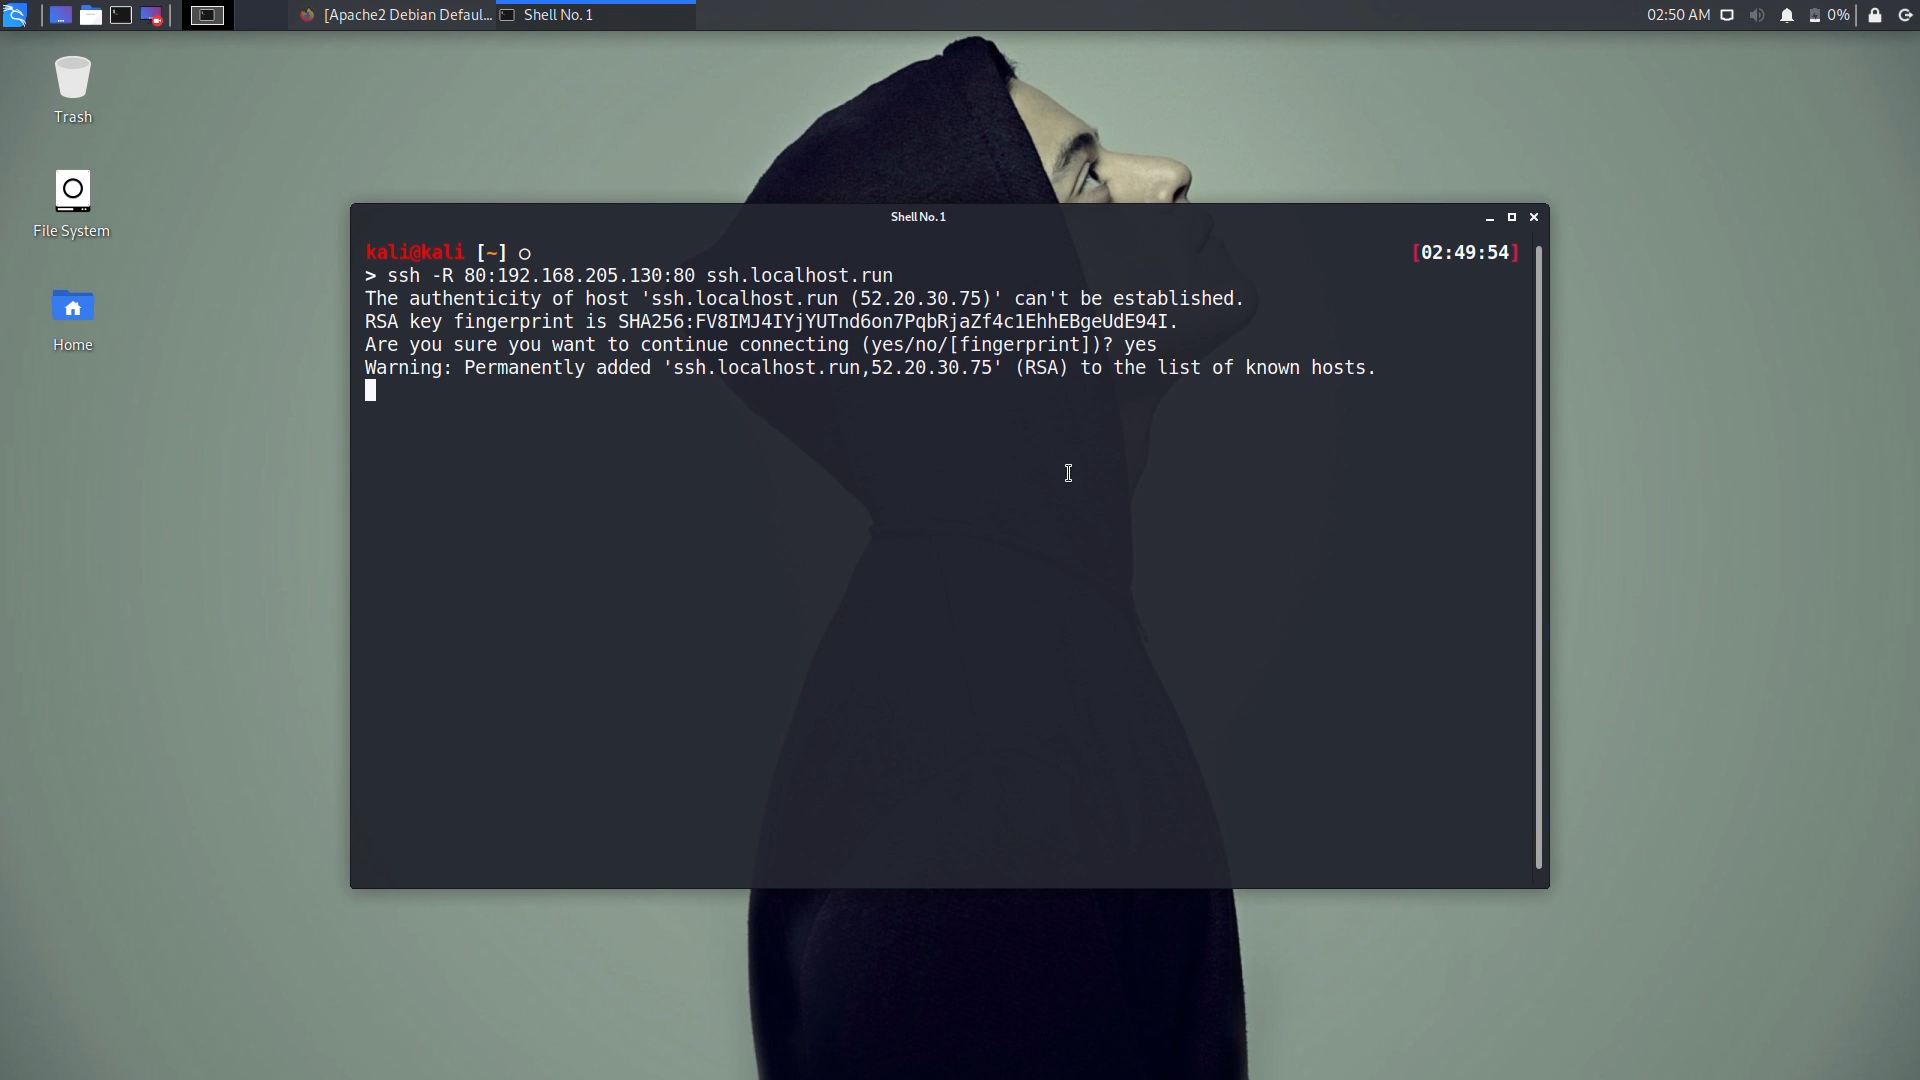 [Apache2 Debian Defaul...
Shell No. 1
02:50 AM
0%
Trash
File System
Home
Shell No. 1
kali@kali [~] ○ [02:49:54]
> ssh -R 80:192.168.205.130:80 ssh.localhost.run
The authenticity of host 'ssh.localhost.run (52.20.30.75)' can't be established.
RSA key fingerprint is SHA256:FV8IMJ4IYjYUTnd6on7PqbRjaZf4c1EhhEBgeUdE94I.
Are you sure you want to continue connecting (yes/no/[fingerprint])? yes
Warning: Permanently added 'ssh.localhost.run,52.20.30.75' (RSA) to the list of known hosts.